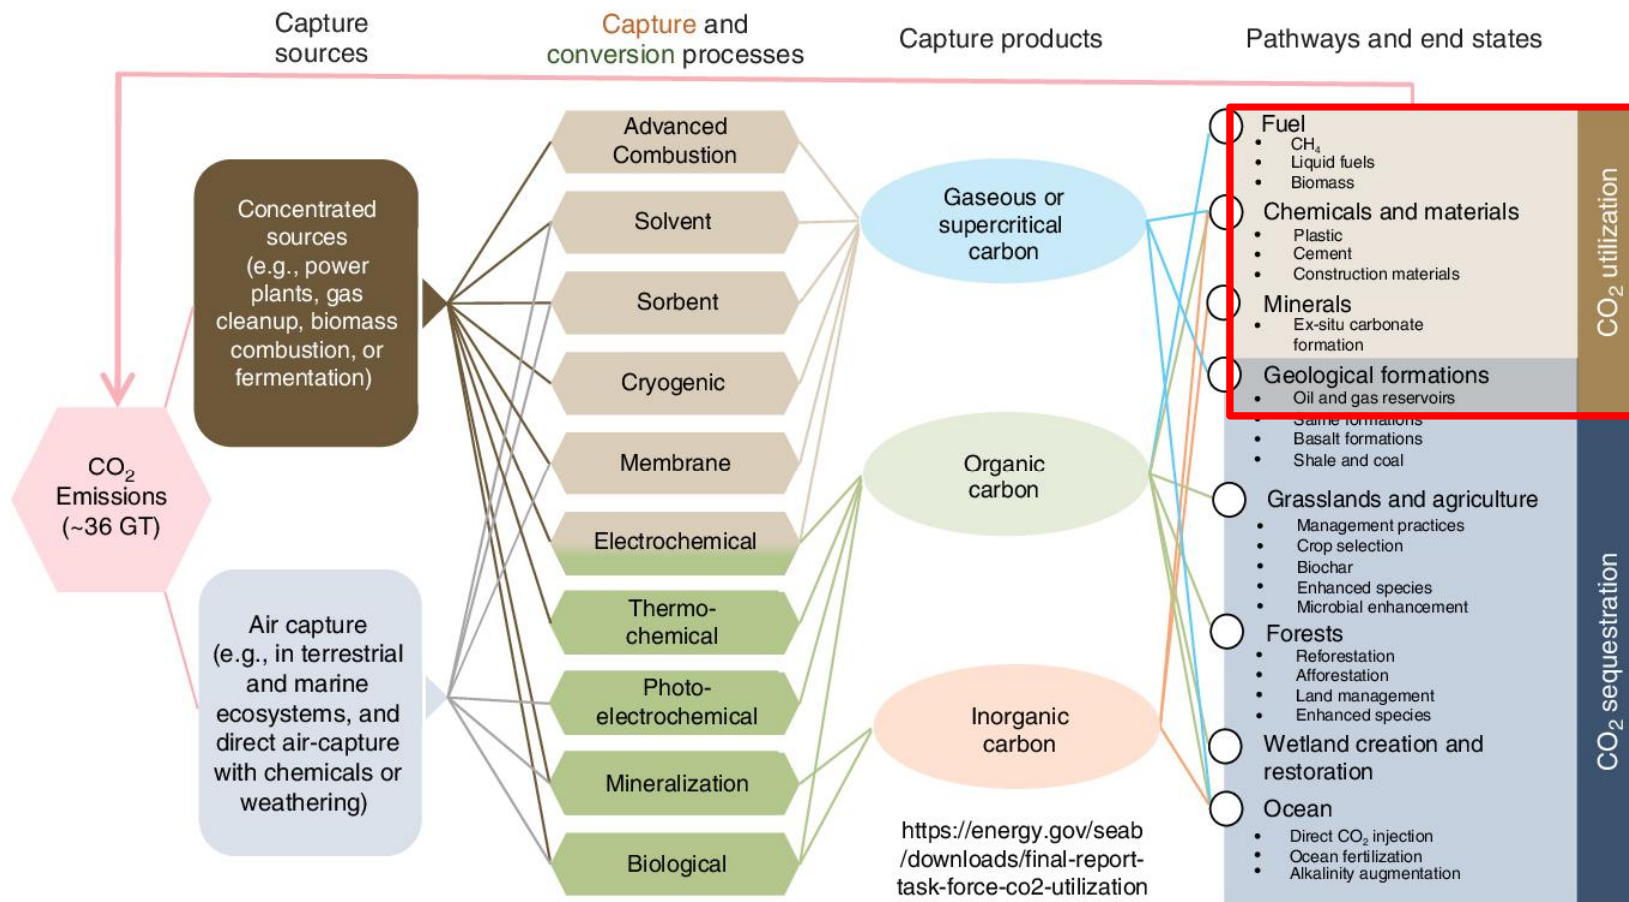 Capture
sources
Capture and
conversion processes
Capture products
Pathways and end states
CO₂
Emissions
(~36 GT)
Concentrated
sources
(e.g., power
plants, gas
cleanup, biomass
combustion, or
fermentation)
Air capture
(e.g., in terrestrial
and marine
ecosystems, and
direct air-capture
with chemicals or
weathering)
Advanced
Combustion
Solvent
Sorbent
Cryogenic
Membrane
Electrochemical
Thermo-
chemical
Photo-
electrochemical
Mineralization
Biological
Gaseous or
supercritical
carbon
Organic
carbon
Inorganic
carbon
https://energy.gov/seab
/downloads/final-report-
task-force-co2-utilization
Fuel
• CH₄
• Liquid fuels
• Biomass
Chemicals and materials
• Plastic
• Cement
• Construction materials
Minerals
• Ex-situ carbonate
formation
Geological formations
• Oil and gas reservoirs
• Saline formations
• Basalt formations
• Shale and coal
Grasslands and agriculture
• Management practices
• Crop selection
• Biochar
• Enhanced species
• Microbial enhancement
Forests
• Reforestation
• Afforestation
• Land management
• Enhanced species
Wetland creation and
restoration
Ocean
• Direct CO₂ injection
• Ocean fertilization
• Alkalinity augmentation
CO₂ utilization
CO₂ sequestration